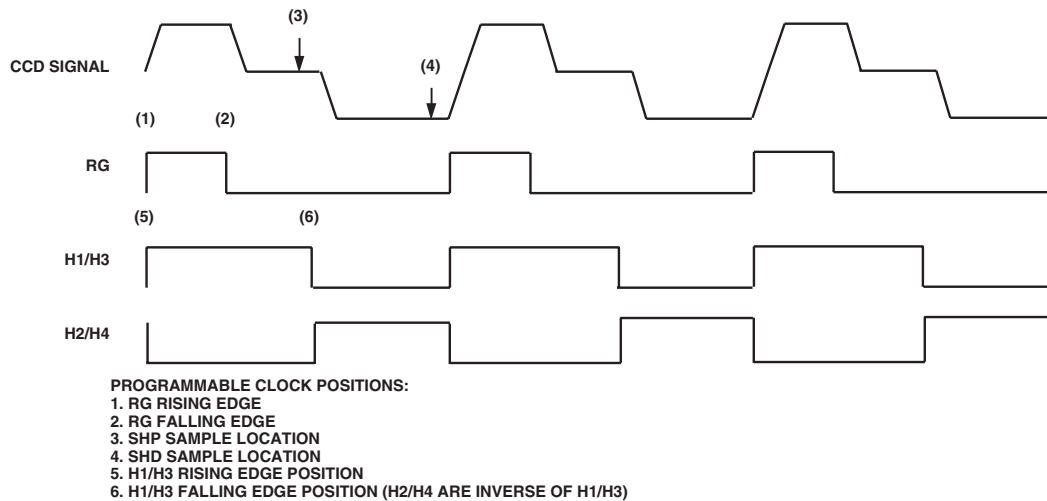 (3)
CCD SIGNAL
(4)
(1)
(2)
RG
(5)
(6)
H1/H3
H2/H4
PROGRAMMABLE CLOCK POSITIONS:
1. RG RISING EDGE
2. RG FALLING EDGE
3. SHP SAMPLE LOCATION
4. SHD SAMPLE LOCATION
5. H1/H3 RISING EDGE POSITION
6. H1/H3 FALLING EDGE POSITION (H2/H4 ARE INVERSE OF H1/H3)